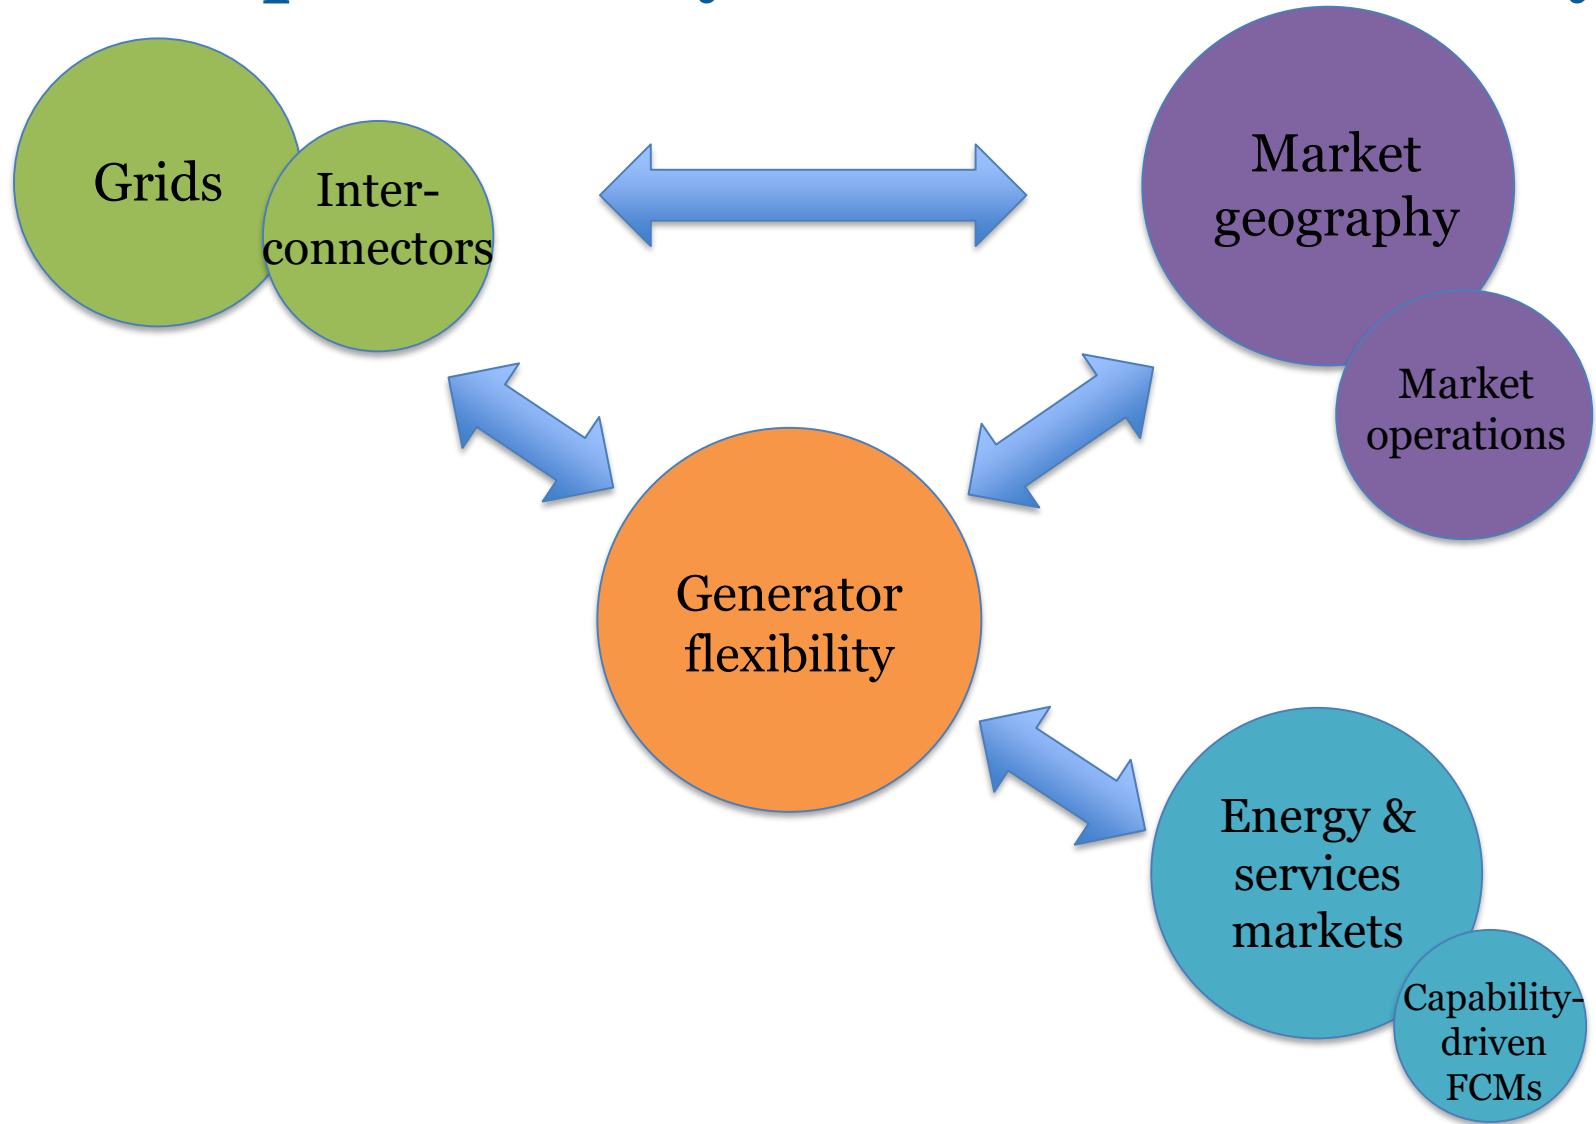 Grids
Inter-
connectors
Market
geography
Market
operations
Generator
flexibility
Energy &
services
markets
Capability-
driven
FCMs